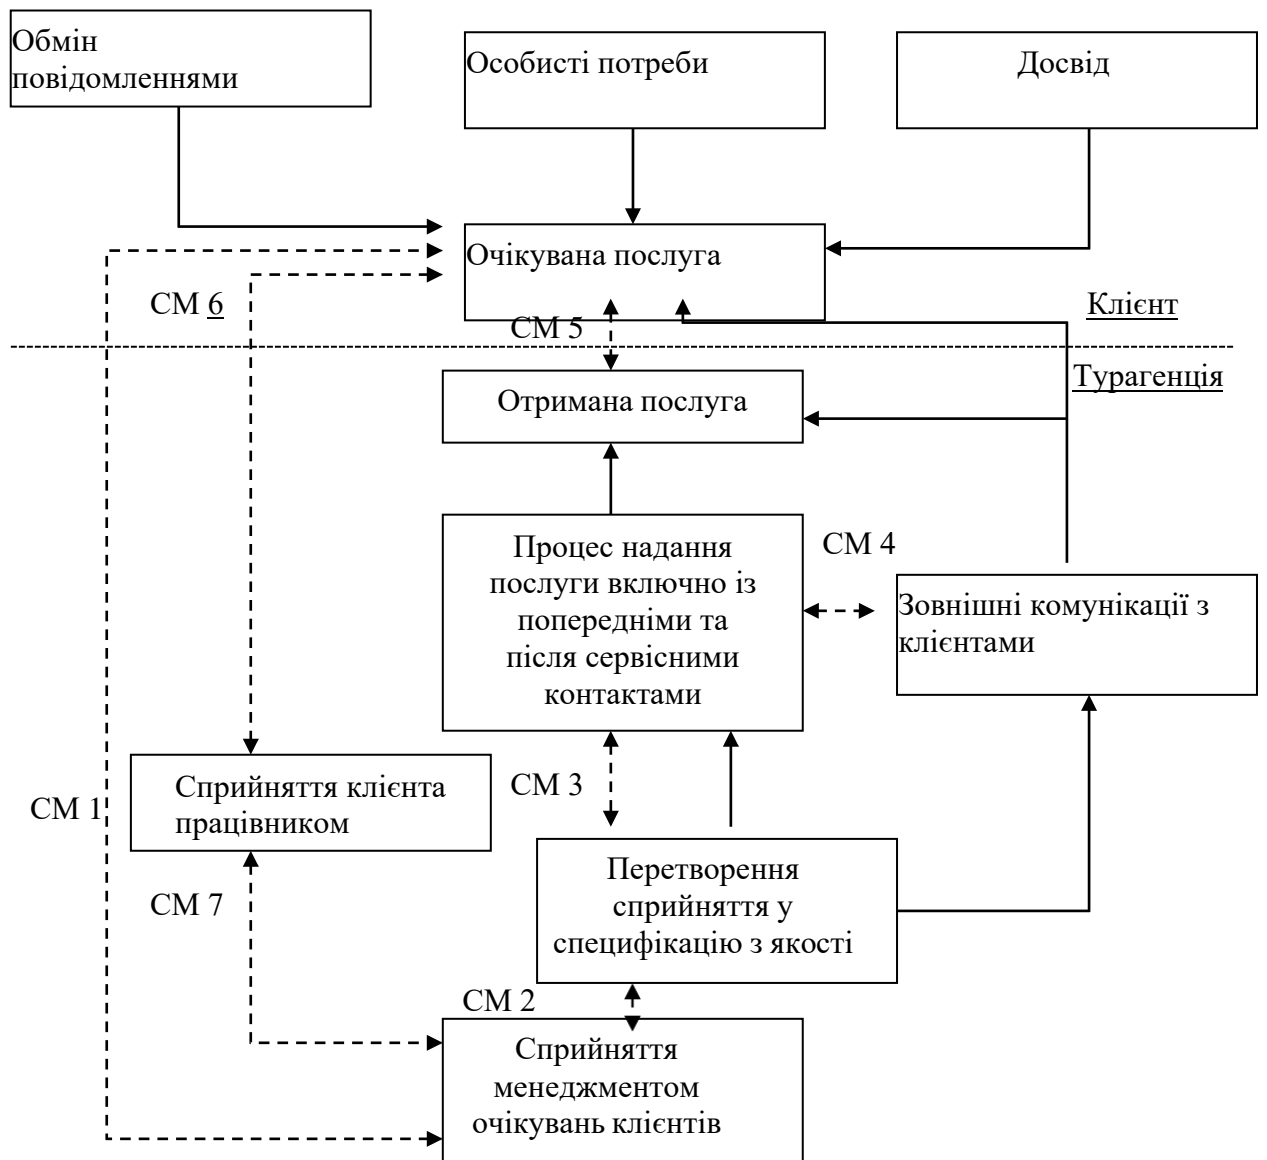 Обмін
повідомленнями
Особисті потреби
Досвід
Очікувана послуга
СМ 6
СМ 5
Клієнт
Турагенція
Отримана послуга
Процес надання
послуги включно із
попередніми та
після сервісними
контактами
СМ 4
Зовнішні комунікації з
клієнтами
СМ 3
Сприйняття клієнта
працівником
СМ 1
Перетворення
сприйняття у
специфікацію з якості
СМ 7
СМ 2
Сприйняття
менеджментом
очікувань клієнтів